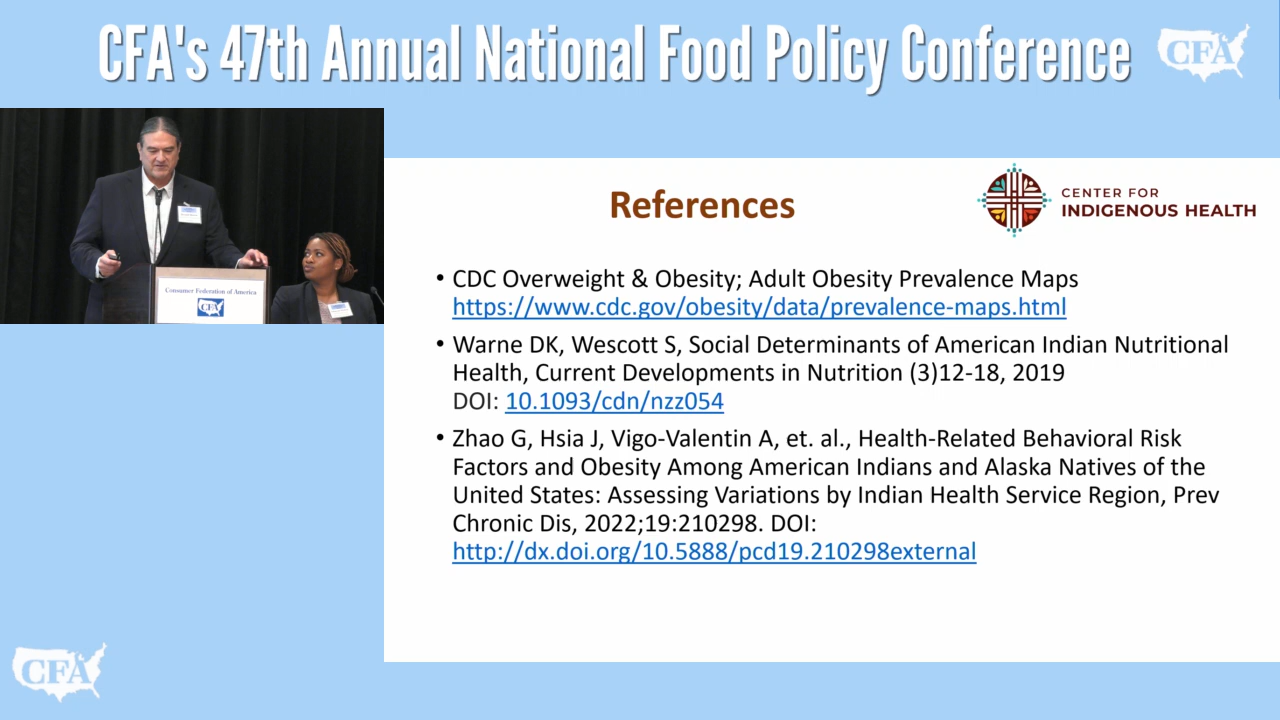 CFA's 47th Annual National Food Policy Conference
CFA
References
CENTER FOR
INDIGENOUS HEALTH
• CDC Overweight & Obesity; Adult Obesity Prevalence Maps
https://www.cdc.gov/obesity/data/prevalence-maps.html
• Warne DK, Wescott S, Social Determinants of American Indian Nutritional
Health, Current Developments in Nutrition (3)12-18, 2019
DOI: 10.1093/cdn/nzz054
• Zhao G, Hsia J, Vigo-Valentin A, et. al., Health-Related Behavioral Risk
Factors and Obesity Among American Indians and Alaska Natives of the
United States: Assessing Variations by Indian Health Service Region, Prev
Chronic Dis, 2022;19:210298. DOI:
http://dx.doi.org/10.5888/pcd19.210298external
Consumer Federation of America
CFA
CFA